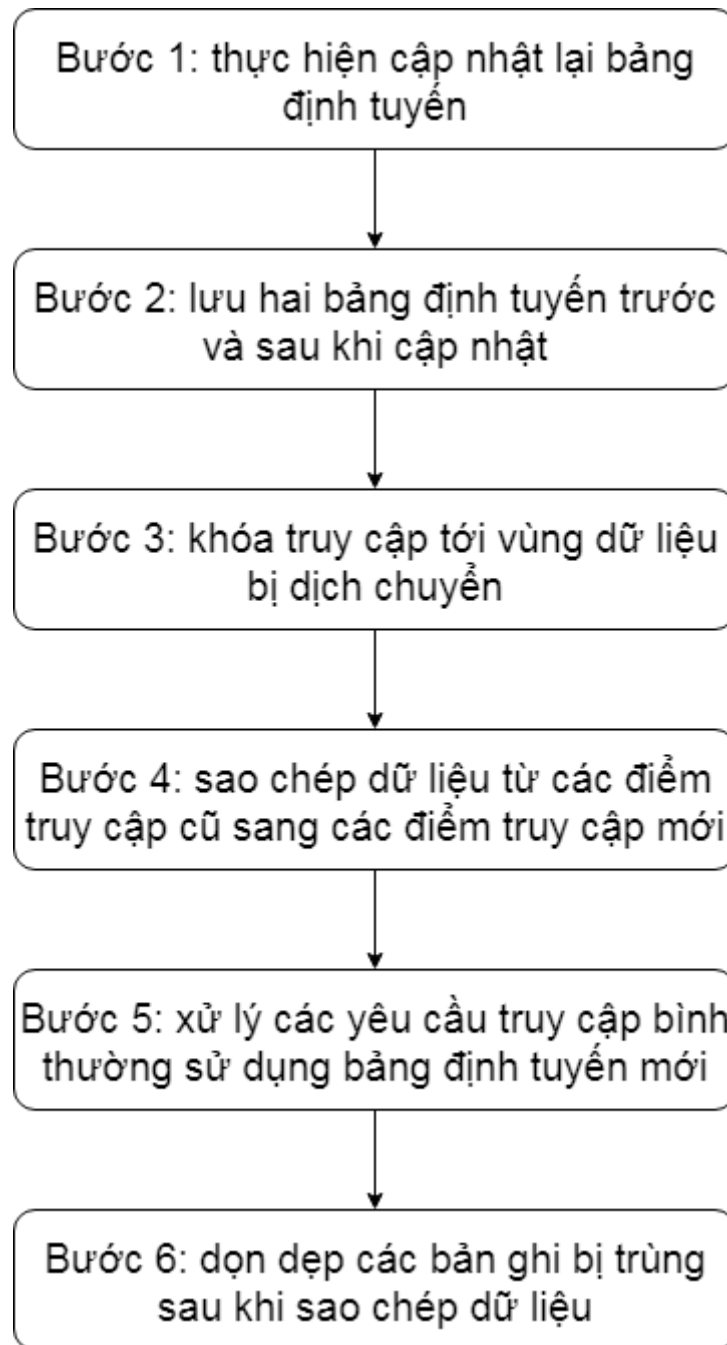 Bước 1: thực hiện cập nhật lại bảng
định tuyến
Bước 2: lưu hai bảng định tuyến trước
và sau khi cập nhật
Bước 3: khóa truy cập tới vùng dữ liệu
bị dịch chuyển
Bước 4: sao chép dữ liệu từ các điểm
truy cập cũ sang các điểm truy cập mới
Bước 5: xử lý các yêu cầu truy cập bình
thường sử dụng bảng định tuyến mới
Bước 6: dọn dẹp các bản ghi bị trùng
sau khi sao chép dữ liệu